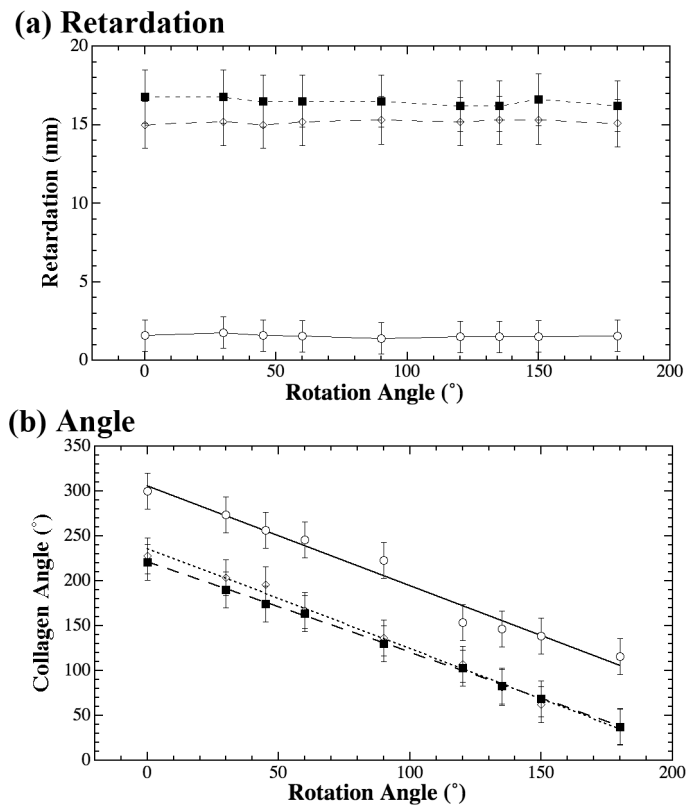 (a) Retardation
20
15
10
5
0
Retardation (nm)
0 50 100 150 200
Rotation Angle (°)
(b) Angle
350
300
250
200
150
100
50
0
Collagen Angle (°)
0 50 100 150 200
Rotation Angle (°)